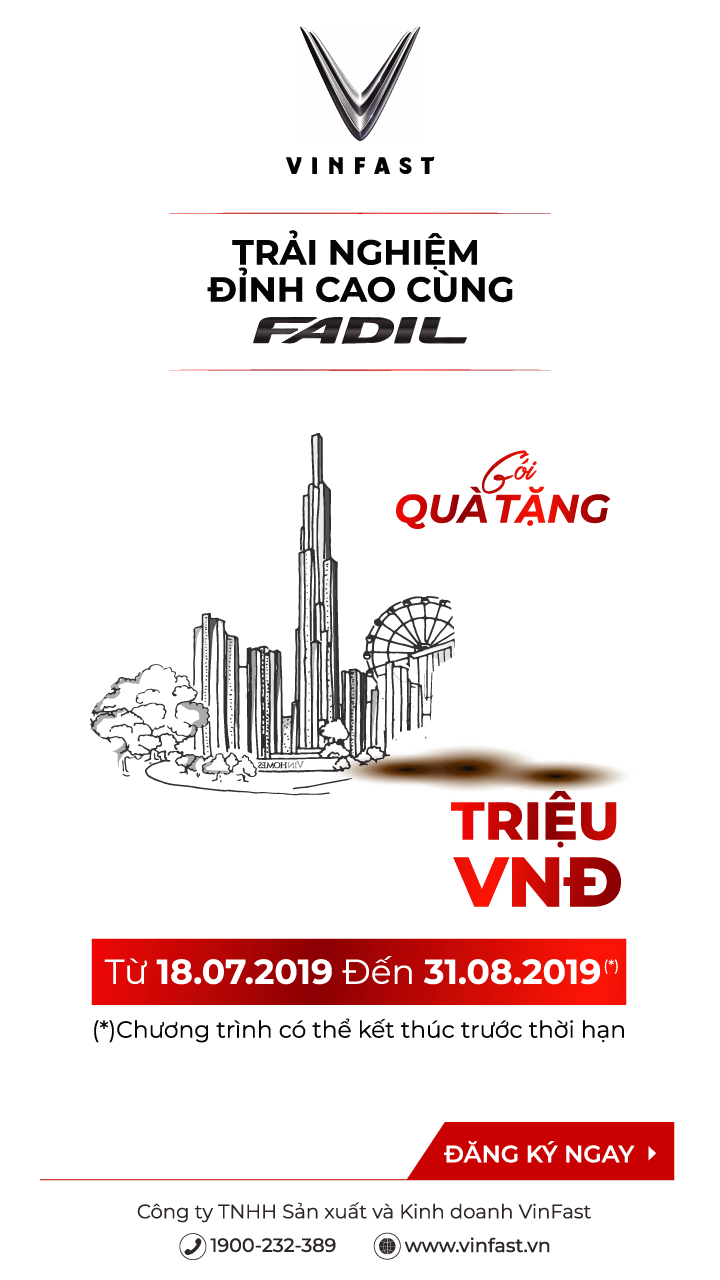 VINFAST
TRẢI NGHIỆM
ĐỈNH CAO CÙNG
FADIL
Gói
QUÀ TẶNG
VINHOMES
TRIỆU
VNĐ
Từ 18.07.2019 Đến 31.08.2019(*)
(*)Chương trình có thể kết thúc trước thời hạn
ĐĂNG KÝ NGAY
Công ty TNHH Sản xuất và Kinh doanh VinFast
1900-232-389 www.vinfast.vn